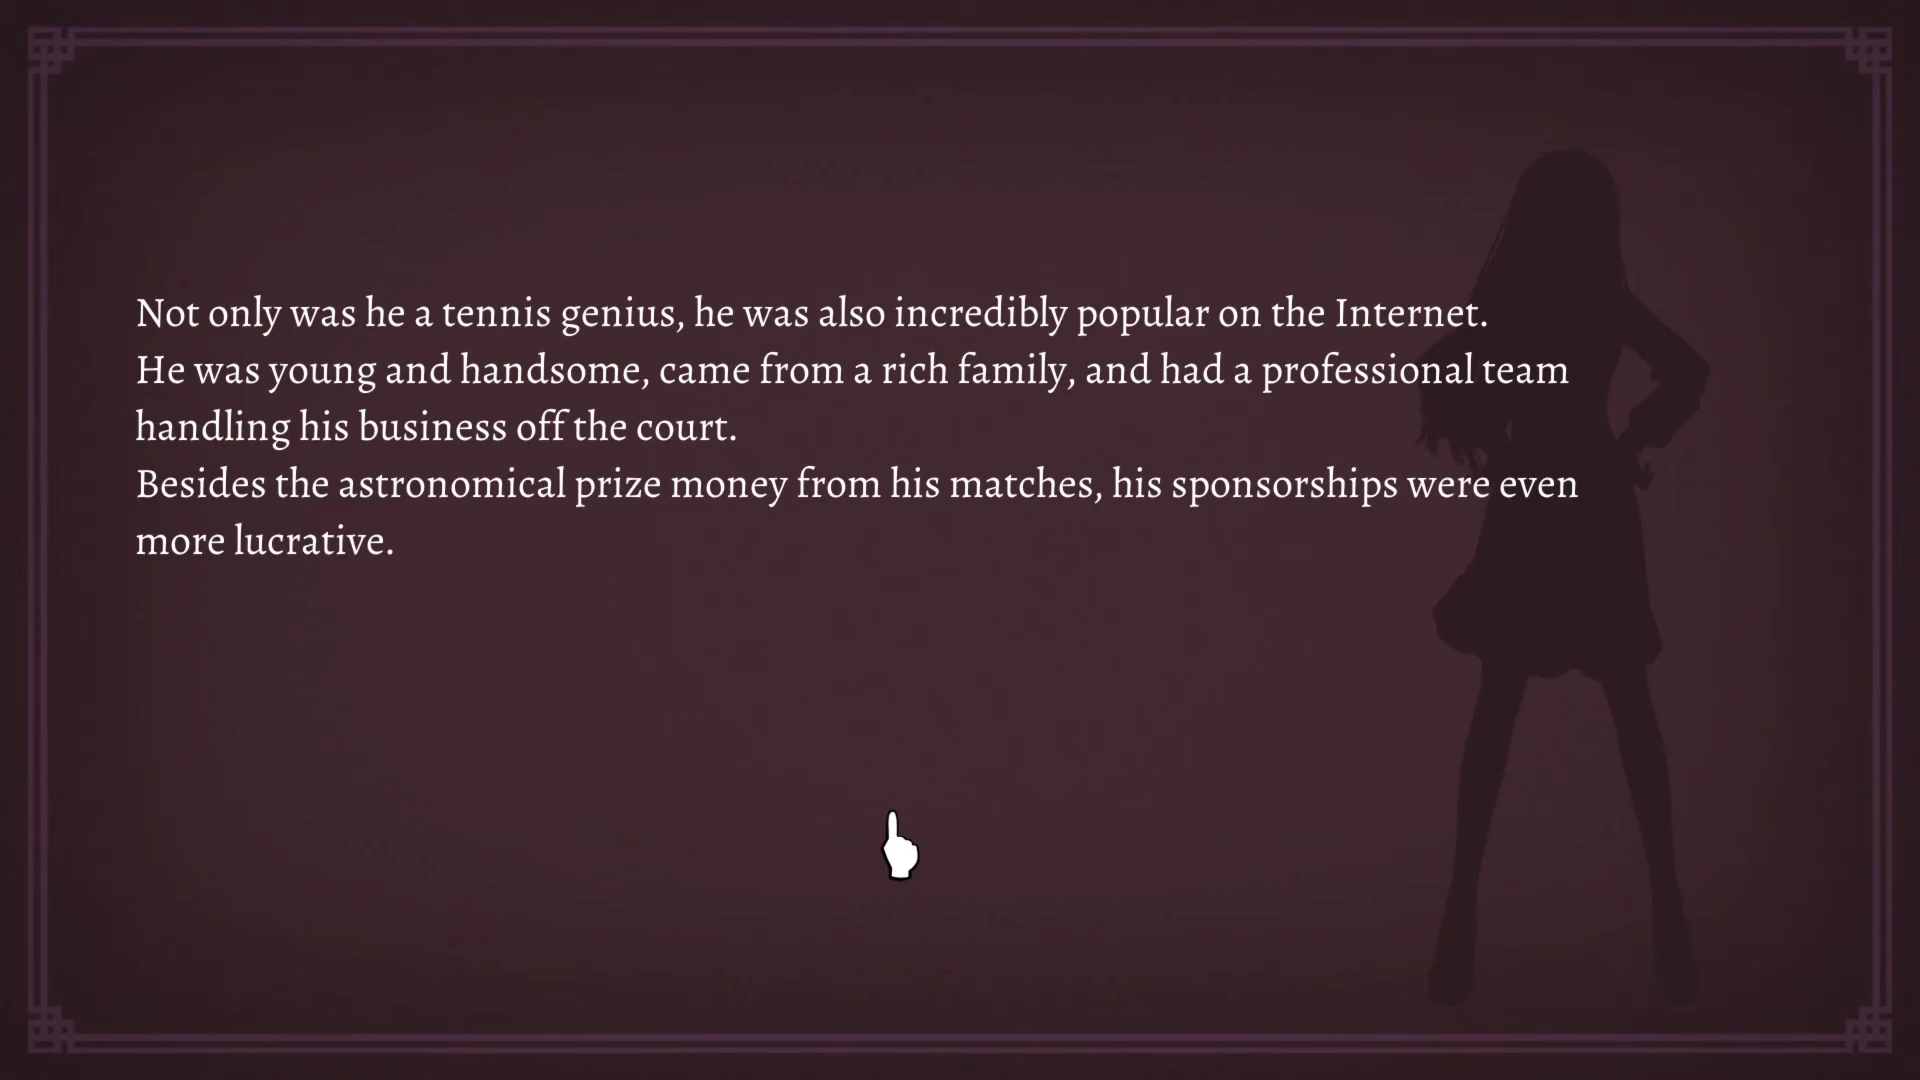 Not only was he a tennis genius, he was also incredibly popular on the Internet.
He was young and handsome, came from a rich family, and had a professional team
handling his business off the court.
Besides the astronomical prize money from his matches, his sponsorships were even
more lucrative.